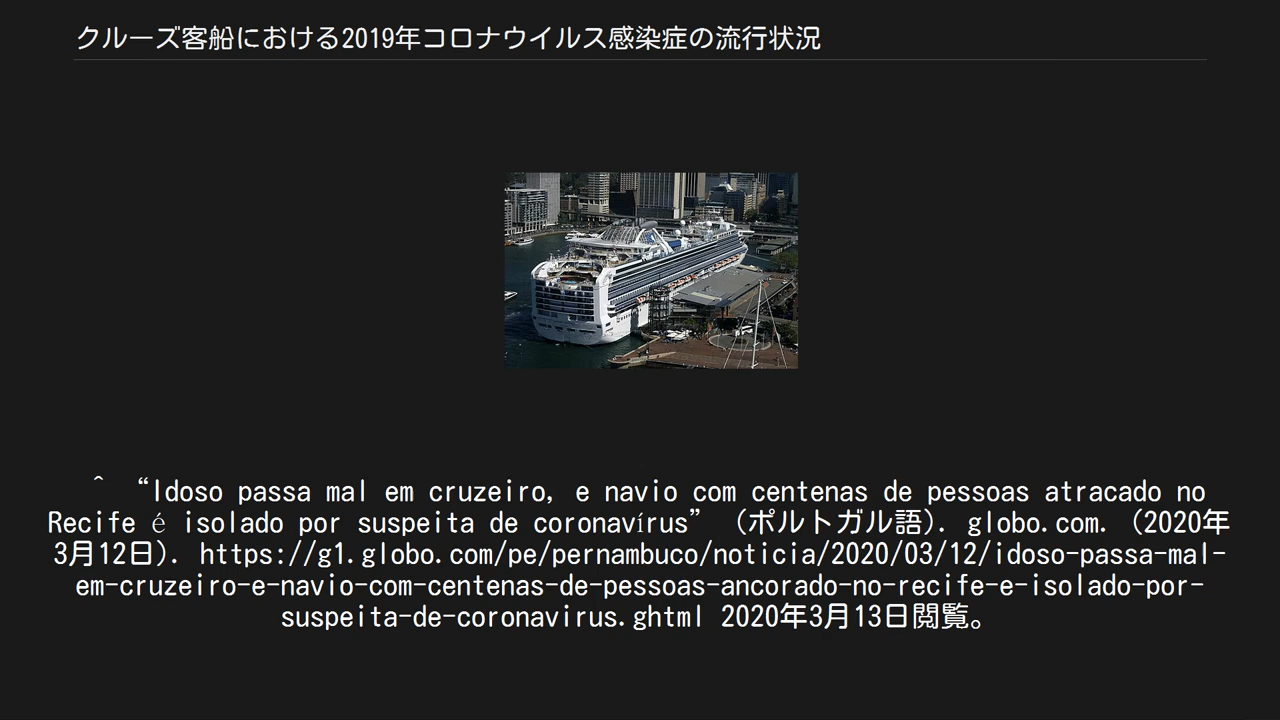 クルーズ客船における2019年コロナウイルス感染症の流行状況
^ “Idoso passa mal em cruzeiro, e navio com centenas de pessoas atracado no
Recife é isolado por suspeita de coronavírus” (ポルトガル語). globo.com. (2020年
3月12日). https://g1.globo.com/pe/pernambuco/noticia/2020/03/12/idoso-passa-mal-
em-cruzeiro-e-navio-com-centenas-de-pessoas-ancorado-no-recife-e-isolado-por-
suspeita-de-coronavirus.ghtml 2020年3月13日閲覧。